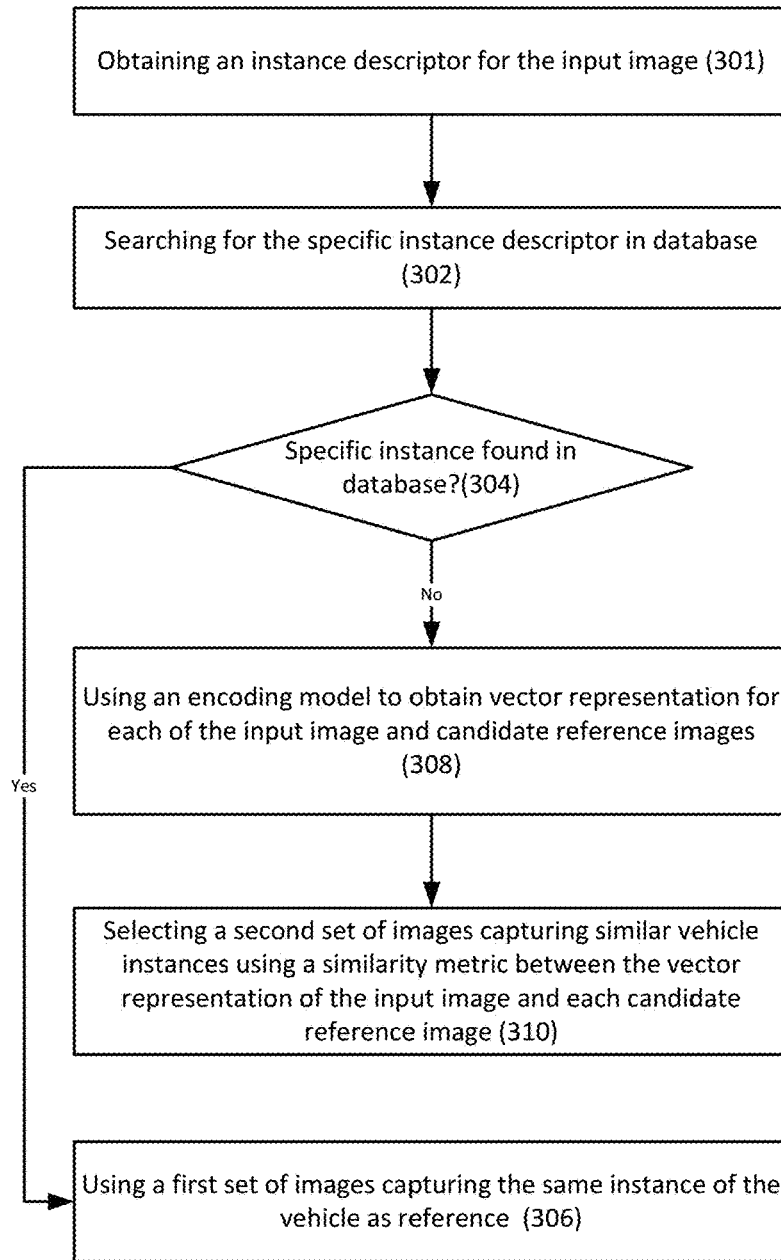 Obtaining an instance descriptor for the input image (301)
Searching for the specific instance descriptor in database
(302)
Specific instance found in
database?(304)
No
Using an encoding model to obtain vector representation for
each of the input image and candidate reference images
(308)
Yes
Selecting a second set of images capturing similar vehicle
instances using a similarity metric between the vector
representation of the input image and each candidate
reference image (310)
Using a first set of images capturing the same instance of the
vehicle as reference (306)